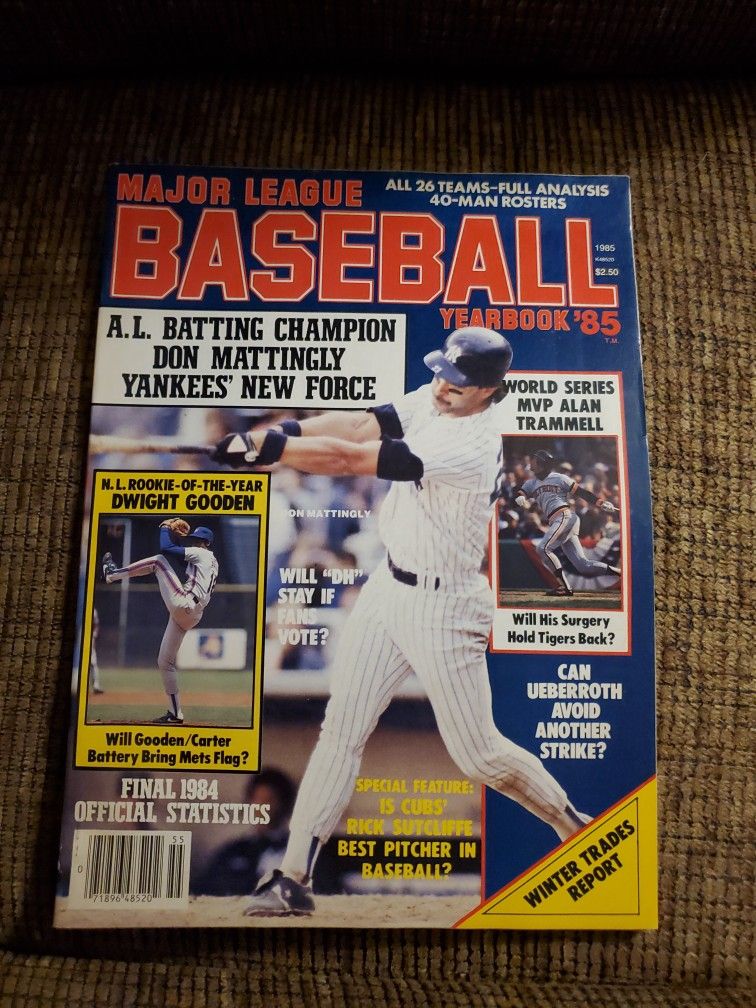 MAJOR LEAGUE
ALL 26 TEAMS–FULL ANALYSIS
40-MAN ROSTERS
BASEBALL
1985
K48520
$2.50
YEARBOOK '85
T.M.
A.L. BATTING CHAMPION
DON MATTINGLY
YANKEES' NEW FORCE
WORLD SERIES
MVP ALAN
TRAMMELL
N.L. ROOKIE-OF-THE-YEAR
DWIGHT GOODEN
DON MATTINGLY
WILL "DH"
STAY IF
FANS
VOTE?
Will His Surgery
Hold Tigers Back?
CAN
UEBERROTH
AVOID
ANOTHER
STRIKE?
Will Gooden/Carter
Battery Bring Mets Flag?
FINAL 1984
OFFICIAL STATISTICS
SPECIAL FEATURE:
IS CUBS'
RICK SUTCLIFFE
BEST PITCHER IN
BASEBALL?
WINTER TRADES
REPORT
55
0
71896 48520